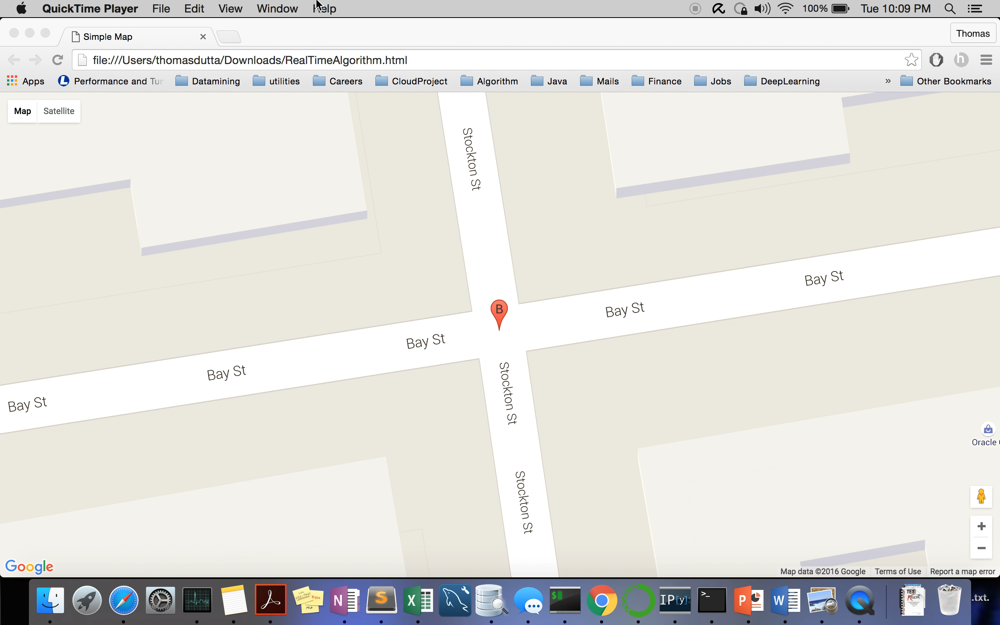 QuickTime Player File Edit View Window Help 100% Tue 10:09 PM
Simple Map Thomas
file:///Users/thomasdutta/Downloads/RealTimeAlgorithm.html
Apps Performance and Tun Datamining utilities Careers CloudProject Algorithm Java Mails Finance Jobs DeepLearning » Other Bookmarks
Map Satellite
Stockton St
Bay St
Bay St
B
Bay St
Bay St
Stockton St
Bay St
Oracle
Stockton St
Google
Map data ©2016 Google Terms of Use Report a map error
.txt.